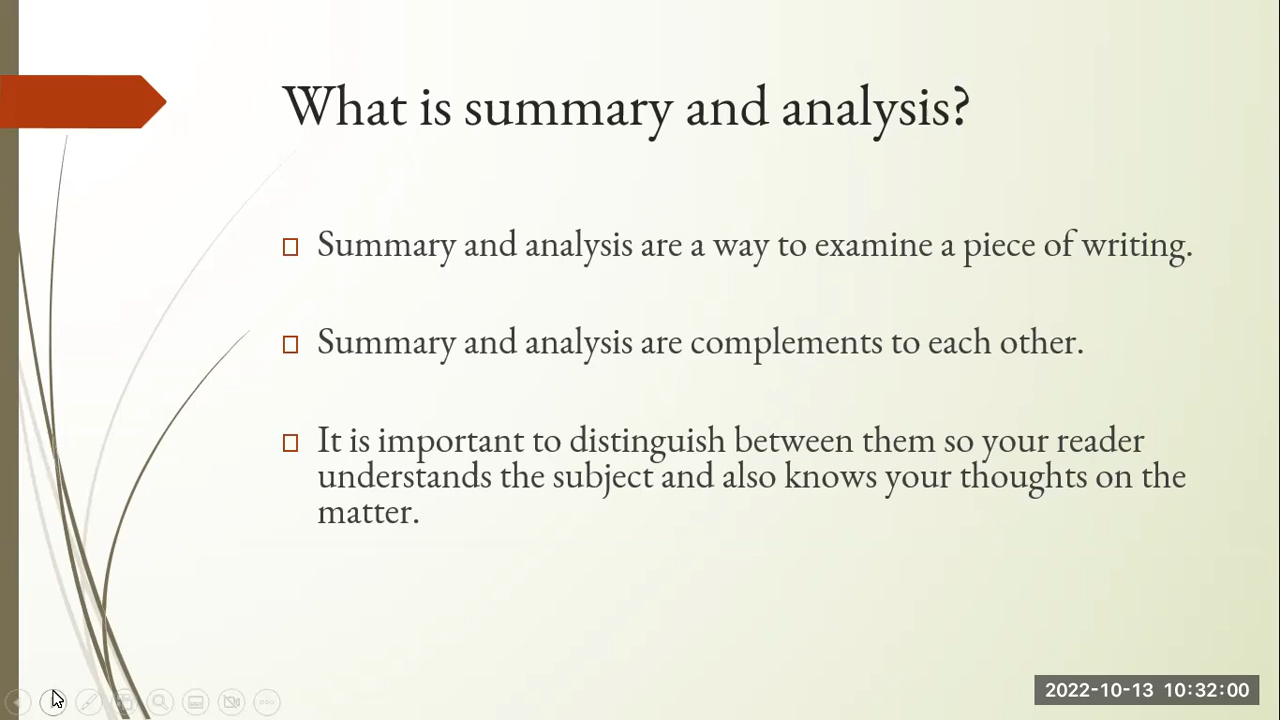 What is summary and analysis?
Summary and analysis are a way to examine a piece of writing.
Summary and analysis are complements to each other.
It is important to distinguish between them so your reader
understands the subject and also knows your thoughts on the
matter.
2022-10-13 10:32:00